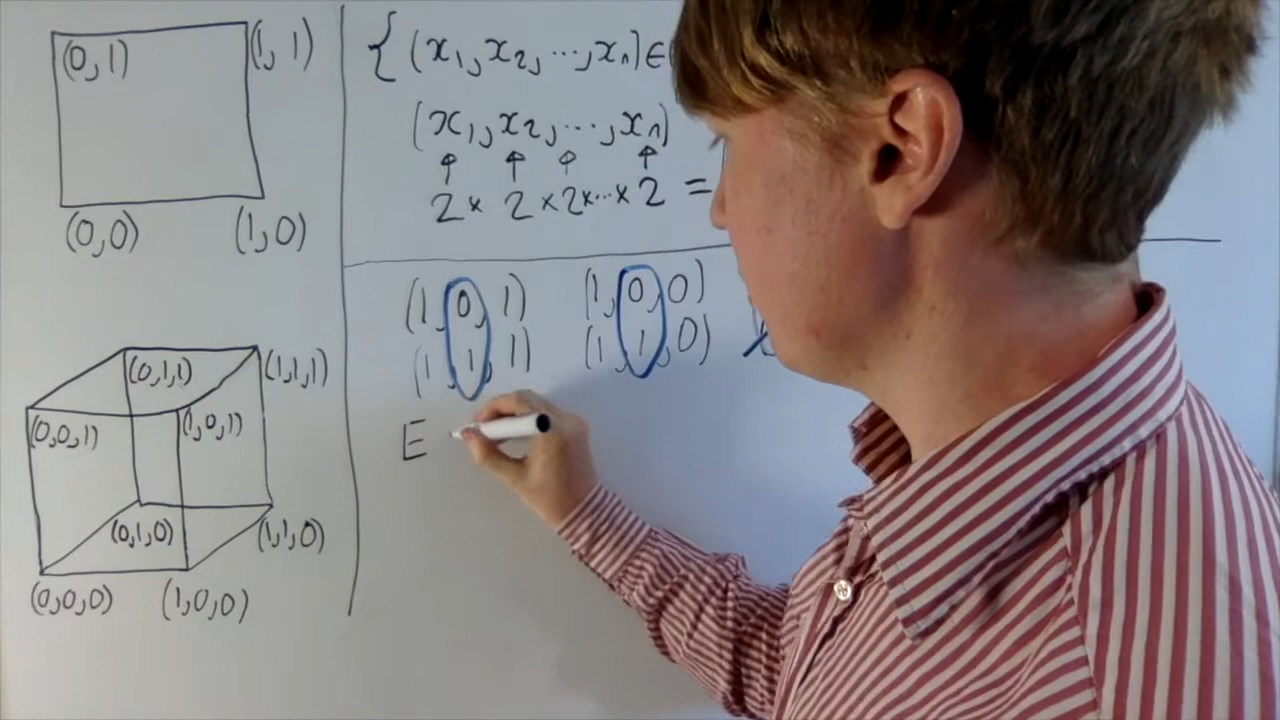 (0,1) (1, 1)
(0,0) (1,0)
(0,1,1) (1,1,1)
(0,0,1) (1,0,1)
(0,1,0) (1,1,0)
(0,0,0) (1,0,0)
{ (x₁, x₂, ..., xₙ) ∈
(x₁, x₂, ..., xₙ)
↑ ↑ ↑ ↑
2 × 2 × 2 × ... × 2 =
(1, 0, 1) (1, 0, 0)
(1, 1, 1) (1, 1, 0)
E